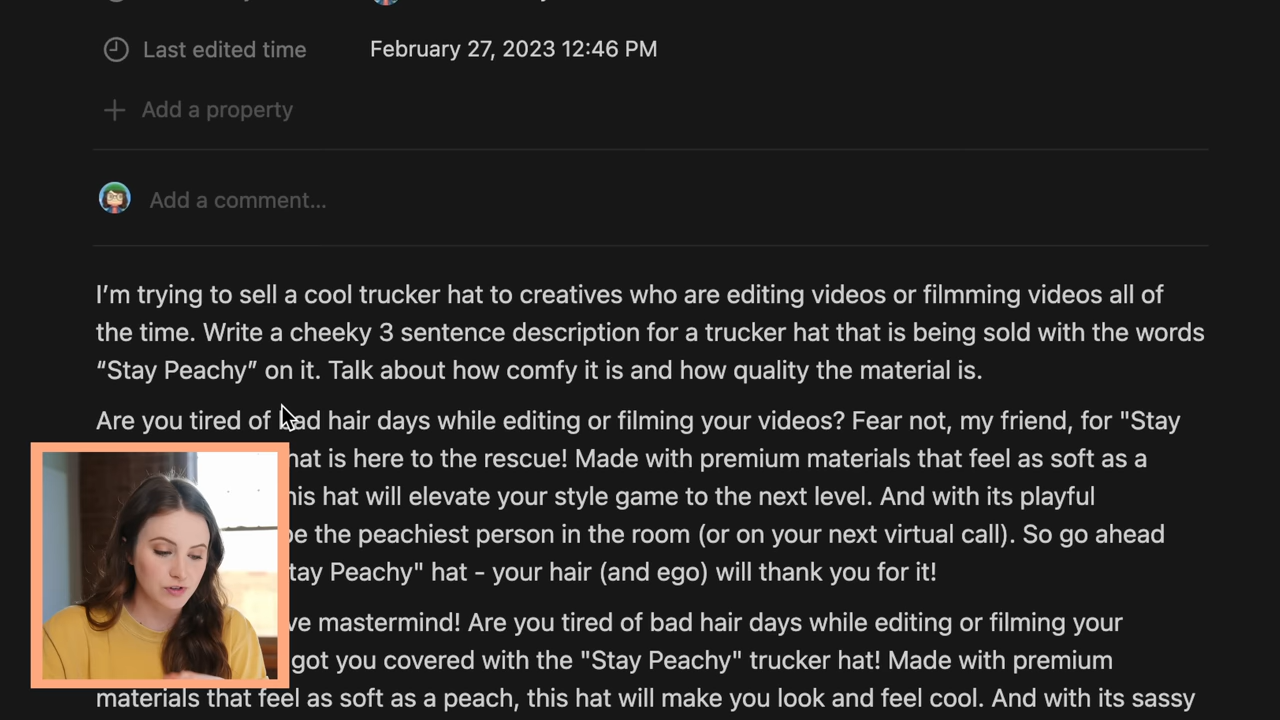 Last edited time February 27, 2023 12:46 PM
Add a property
Add a comment...
I’m trying to sell a cool trucker hat to creatives who are editing videos or filmming videos all of
the time. Write a cheeky 3 sentence description for a trucker hat that is being sold with the words
“Stay Peachy” on it. Talk about how comfy it is and how quality the material is.
Are you tired of bad hair days while editing or filming your videos? Fear not, my friend, for "Stay
hat is here to the rescue! Made with premium materials that feel as soft as a
his hat will elevate your style game to the next level. And with its playful
be the peachiest person in the room (or on your next virtual call). So go ahead
tay Peachy" hat - your hair (and ego) will thank you for it!
ve mastermind! Are you tired of bad hair days while editing or filming your
got you covered with the "Stay Peachy" trucker hat! Made with premium
materials that feel as soft as a peach, this hat will make you look and feel cool. And with its sassy